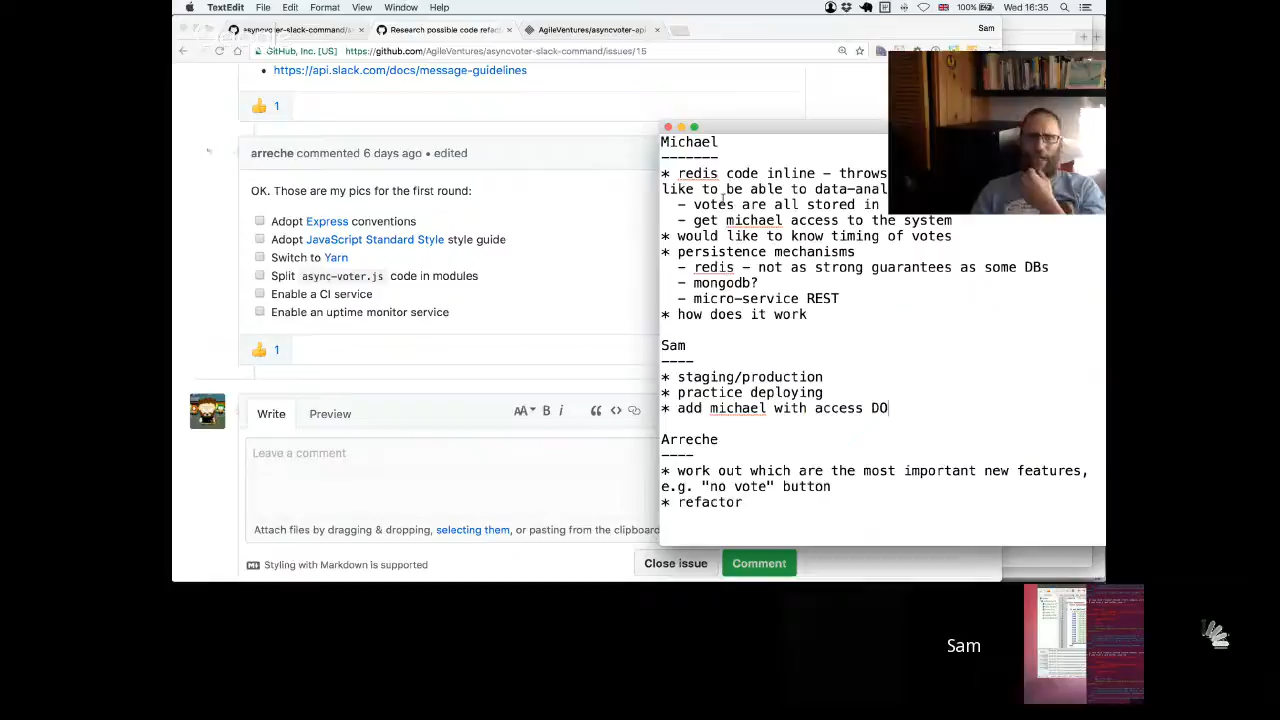 TextEdit File Edit Format View Window Help 100% Wed 16:35
Research possible code refact AgileVentures/asyncvoter-api Sam
GitHub, Inc. [US] https://github.com/AgileVentures/asyncvoter-slack-command/issues/15
https://api.slack.com/docs/message-guidelines
1
arreche commented 6 days ago • edited
OK. Those are my pics for the first round:
Adopt Express conventions
Adopt JavaScript Standard Style style guide
Switch to Yarn
Split async-voter.js code in modules
Enable a CI service
Enable an uptime monitor service
1
Write Preview
AA B i
Leave a comment
Attach files by dragging & dropping, selecting them, or pasting from the clipboard
Styling with Markdown is supported
Close issue Comment
Michael
-------
* redis code inline - throws
like to be able to data-anal
- votes are all stored in
- get michael access to the system
* would like to know timing of votes
* persistence mechanisms
- redis - not as strong guarantees as some DBs
- mongodb?
- micro-service REST
* how does it work
Sam
----
* staging/production
* practice deploying
* add michael with access DO
Arreche
----
* work out which are the most important new features,
e.g. "no vote" button
* refactor
Sam